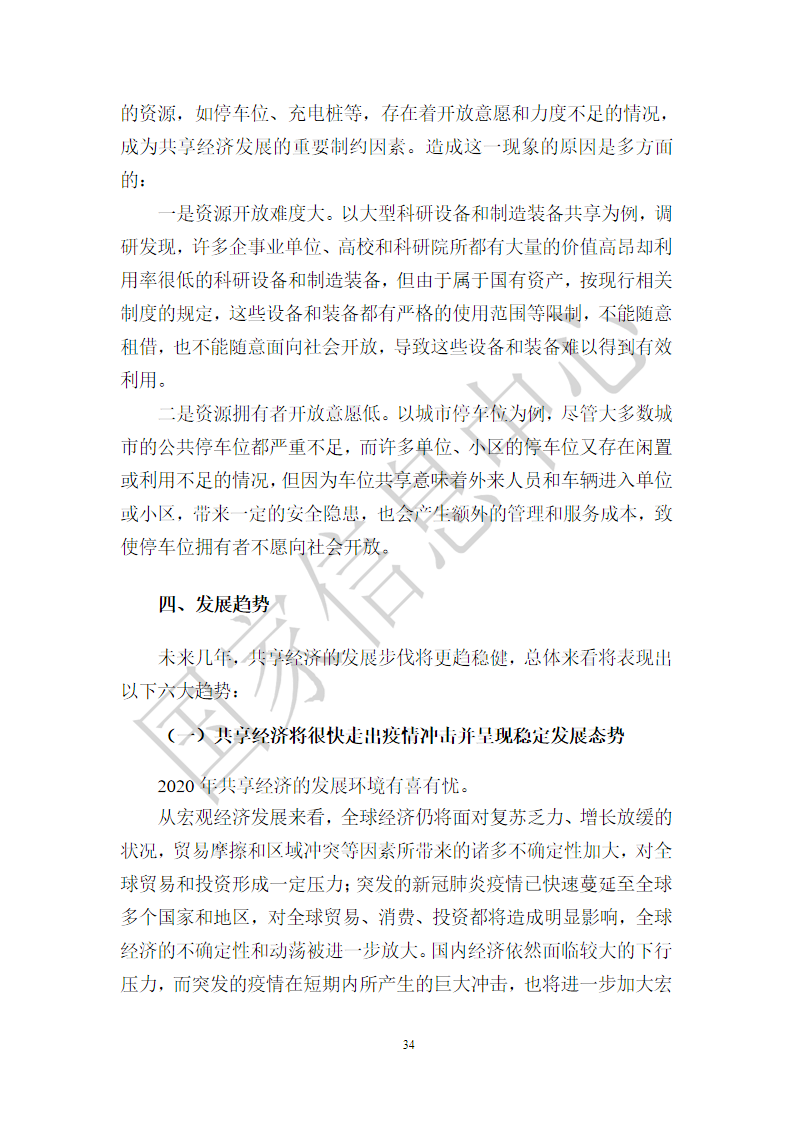 的资源，如停车位、充电桩等，存在着开放意愿和力度不足的情况，
成为共享经济发展的重要制约因素。造成这一现象的原因是多方面
的：
一是资源开放难度大。以大型科研设备和制造装备共享为例，调
研发现，许多企事业单位、高校和科研院所都有大量的价值高昂却利
用率很低的科研设备和制造装备，但由于属于国有资产，按现行相关
制度的规定，这些设备和装备都有严格的使用范围等限制，不能随意
租借，也不能随意面向社会开放，导致这些设备和装备难以得到有效
利用。
二是资源拥有者开放意愿低。以城市停车位为例，尽管大多数城
市的公共停车位都严重不足，而许多单位、小区的停车位又存在闲置
或利用不足的情况，但因为车位共享意味着外来人员和车辆进入单位
或小区，带来一定的安全隐患，也会产生额外的管理和服务成本，致
使停车位拥有者不愿向社会开放。
四、发展趋势
未来几年，共享经济的发展步伐将更趋稳健，总体来看将表现出
以下六大趋势：
（一）共享经济将很快走出疫情冲击并呈现稳定发展态势
2020 年共享经济的发展环境有喜有忧。
从宏观经济发展来看，全球经济仍将面对复苏乏力、增长放缓的
状况，贸易摩擦和区域冲突等因素所带来的诸多不确定性加大，对全
球贸易和投资形成一定压力；突发的新冠肺炎疫情已快速蔓延至全球
多个国家和地区，对全球贸易、消费、投资都将造成明显影响，全球
经济的不确定性和动荡被进一步放大。国内经济依然面临较大的下行
压力，而突发的疫情在短期内所产生的巨大冲击，也将进一步加大宏
34
国家信息中心